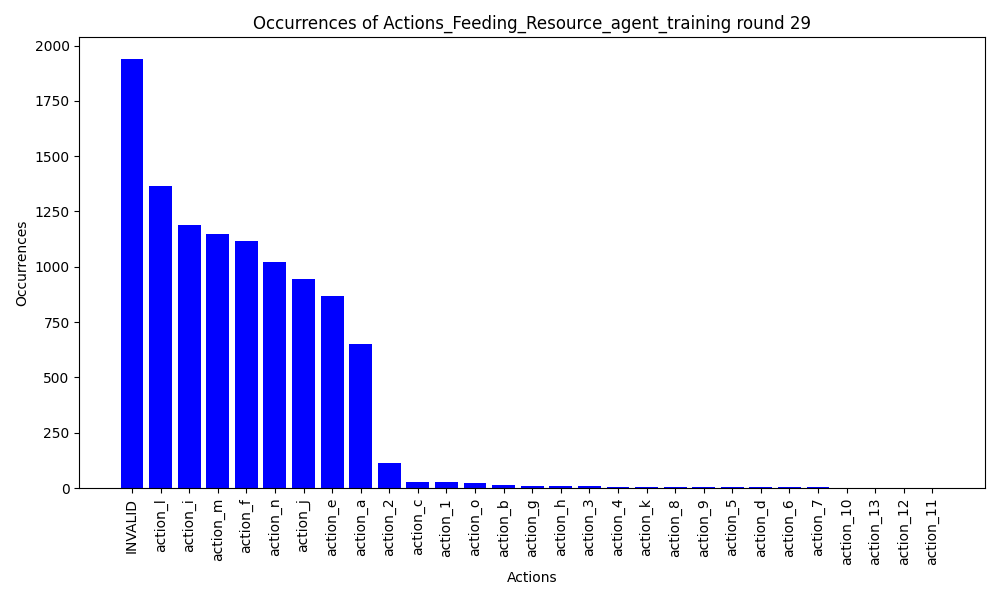 Occurrences of Actions_Feeding_Resource_agent_training round 29
Occurrences
2000
1750
1500
1250
1000
750
500
250
0
INVALID
action_l
action_i
action_m
action_f
action_n
action_j
action_e
action_a
action_2
action_c
action_1
action_o
action_b
action_g
action_h
action_3
action_4
action_k
action_8
action_9
action_5
action_d
action_6
action_7
action_10
action_13
action_12
action_11
Actions